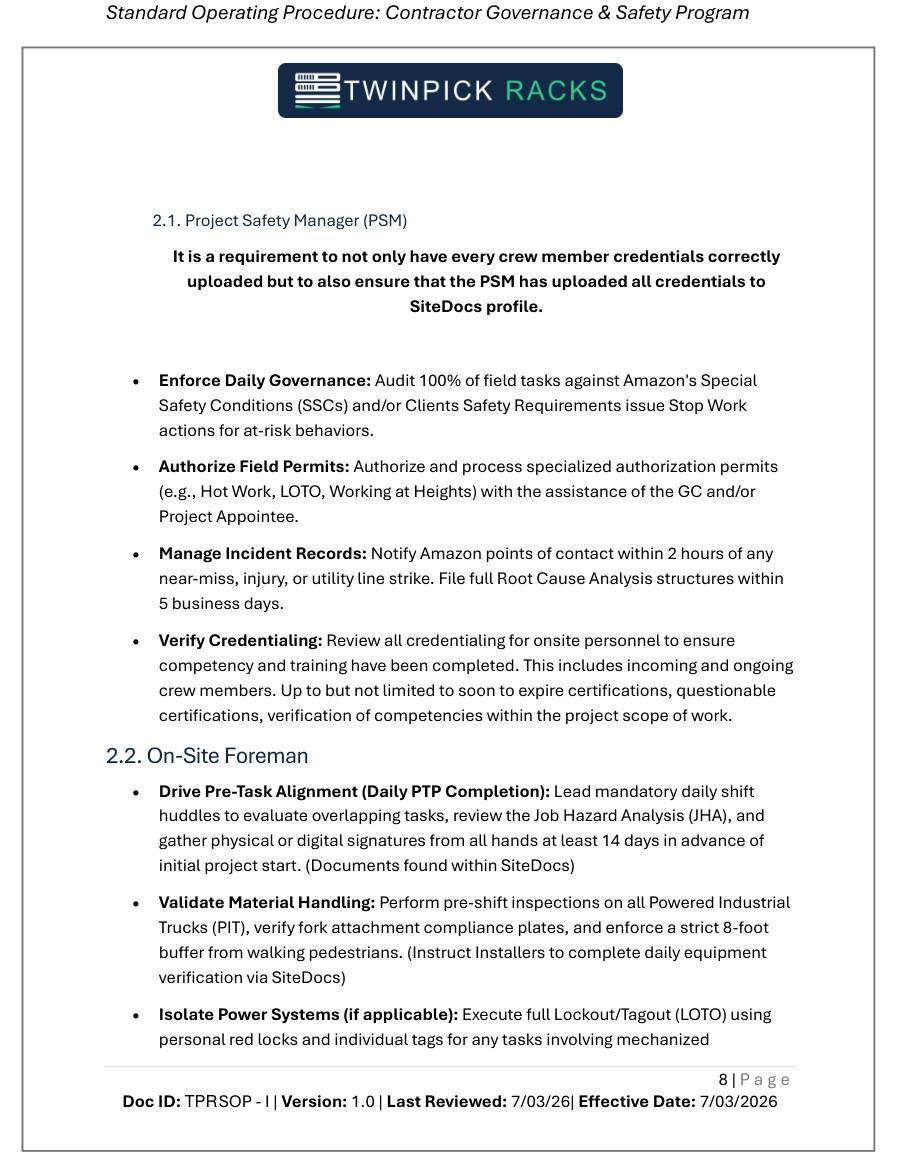 Standard Operating Procedure: Contractor Governance & Safety Program
TWINPICK RACKS
2.1. Project Safety Manager (PSM)
It is a requirement to not only have every crew member credentials correctly
uploaded but to also ensure that the PSM has uploaded all credentials to
SiteDocs profile.
• Enforce Daily Governance: Audit 100% of field tasks against Amazon's Special
Safety Conditions (SSCs) and/or Clients Safety Requirements issue Stop Work
actions for at-risk behaviors.
• Authorize Field Permits: Authorize and process specialized authorization permits
(e.g., Hot Work, LOTO, Working at Heights) with the assistance of the GC and/or
Project Appointee.
• Manage Incident Records: Notify Amazon points of contact within 2 hours of any
near-miss, injury, or utility line strike. File full Root Cause Analysis structures within
5 business days.
• Verify Credentialing: Review all credentialing for onsite personnel to ensure
competency and training have been completed. This includes incoming and ongoing
crew members. Up to but not limited to soon to expire certifications, questionable
certifications, verification of competencies within the project scope of work.
2.2. On-Site Foreman
• Drive Pre-Task Alignment (Daily PTP Completion): Lead mandatory daily shift
huddles to evaluate overlapping tasks, review the Job Hazard Analysis (JHA), and
gather physical or digital signatures from all hands at least 14 days in advance of
initial project start. (Documents found within SiteDocs)
• Validate Material Handling: Perform pre-shift inspections on all Powered Industrial
Trucks (PIT), verify fork attachment compliance plates, and enforce a strict 8-foot
buffer from walking pedestrians. (Instruct Installers to complete daily equipment
verification via SiteDocs)
• Isolate Power Systems (if applicable): Execute full Lockout/Tagout (LOTO) using
personal red locks and individual tags for any tasks involving mechanized
8 | Page
Doc ID: TPRSOP - I | Version: 1.0 | Last Reviewed: 7/03/26| Effective Date: 7/03/2026